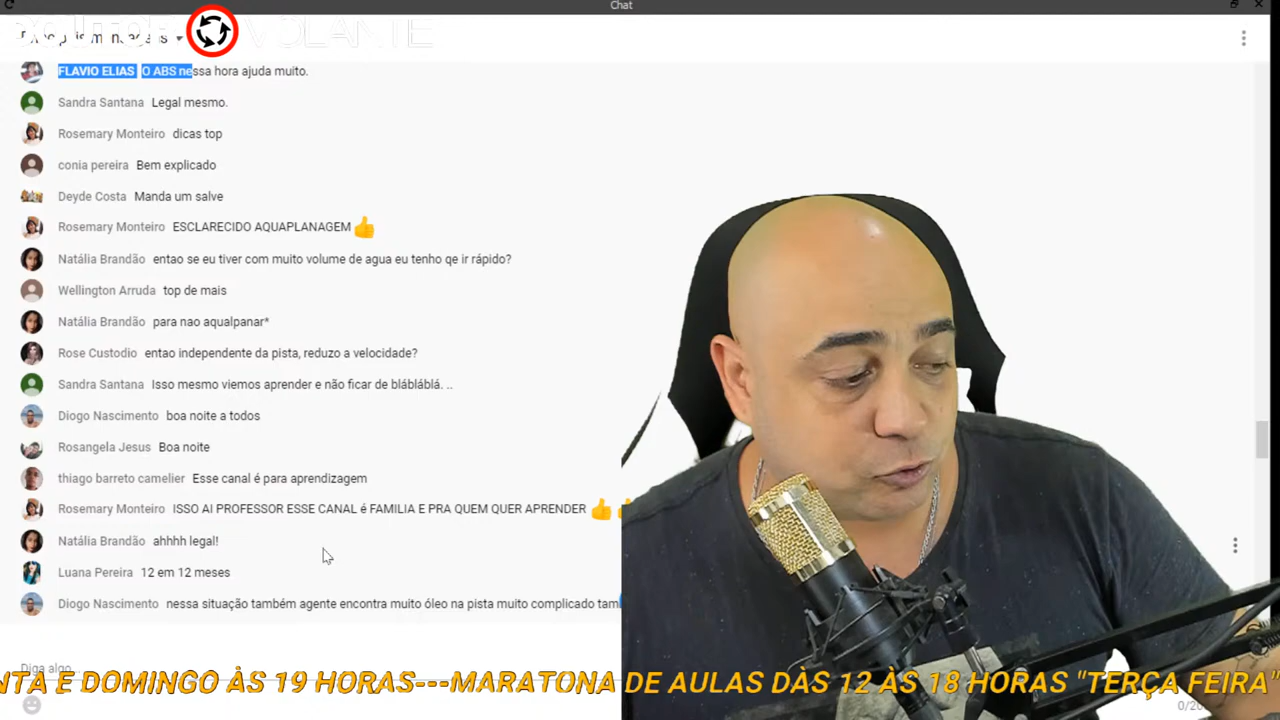 Chat
VOLANTE
FLAVIO ELIAS O ABS nessa hora ajuda muito.
Sandra Santana Legal mesmo.
Rosemary Monteiro dicas top
conia pereira Bem explicado
Deyde Costa Manda um salve
Rosemary Monteiro ESCLARECIDO AQUAPLANAGEM 👍
Natália Brandão entao se eu tiver com muito volume de agua eu tenho qe ir rápido?
Wellington Arruda top de mais
Natália Brandão para nao aqualpanar*
Rose Custodio entao independente da pista, reduzo a velocidade?
Sandra Santana Isso mesmo viemos aprender e não ficar de bláblábláblá. ..
Diogo Nascimento boa noite a todos
Rosangela Jesus Boa noite
thiago barreto camelier Esse canal é para aprendizagem
Rosemary Monteiro ISSO AI PROFESSOR ESSE CANAL é FAMILIA E PRA QUEM QUER APRENDER 👍
Natália Brandão ahhhh legal!
Luana Pereira 12 em 12 meses
Diogo Nascimento nessa situação também agente encontra muito óleo na pista muito complicado tam
Diga algo
NTA E DOMINGO ÀS 19 HORAS---MARATONA DE AULAS DÀS 12 ÀS 18 HORAS "TERÇA FEIRA"